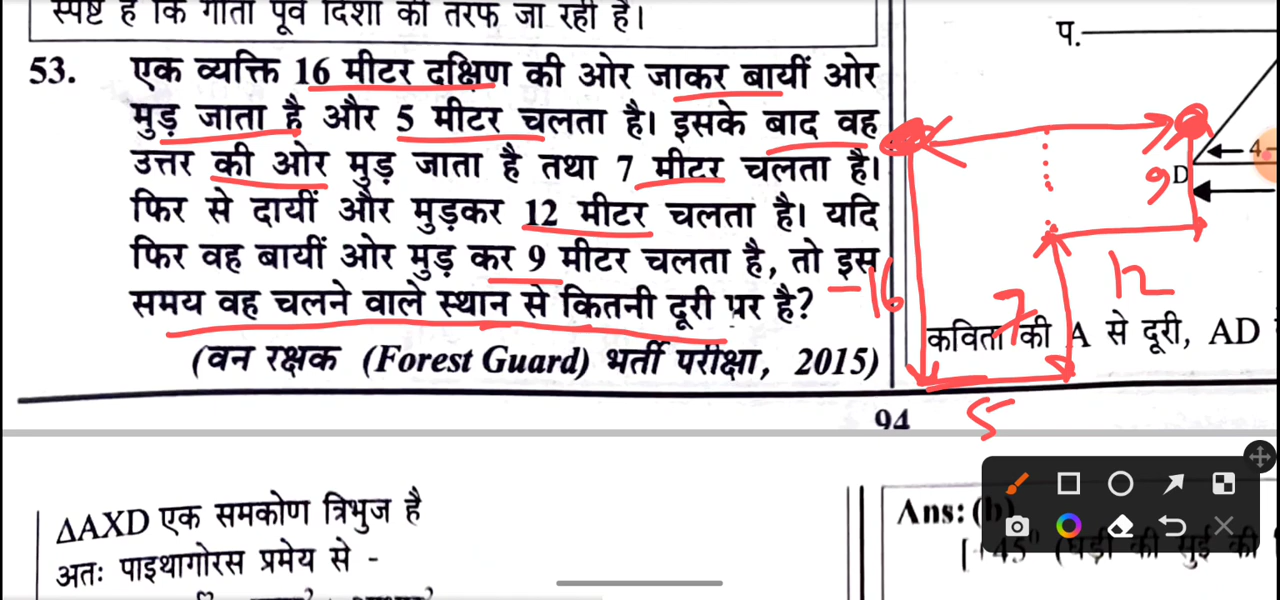 स्पष्ट है कि गीता पूर्व दिशा की तरफ जा रही है।
53. एक व्यक्ति 16 मीटर दक्षिण की ओर जाकर बायीं ओर
मुड़ जाता है और 5 मीटर चलता है। इसके बाद वह
उत्तर की ओर मुड़ जाता है तथा 7 मीटर चलता है।
फिर से दायीं और मुड़कर 12 मीटर चलता है। यदि
फिर वह बायीं ओर मुड़ कर 9 मीटर चलता है, तो इस
समय वह चलने वाले स्थान से कितनी दूरी पर है?
(वन रक्षक (Forest Guard) भर्ती परीक्षा, 2015)
94
ΔAXD एक समकोण त्रिभुज है
अतः पाइथागोरस प्रमेय से -
प.
4
9 D
12
16
7
कविता की A से दूरी, AD
5
Ans: (b)